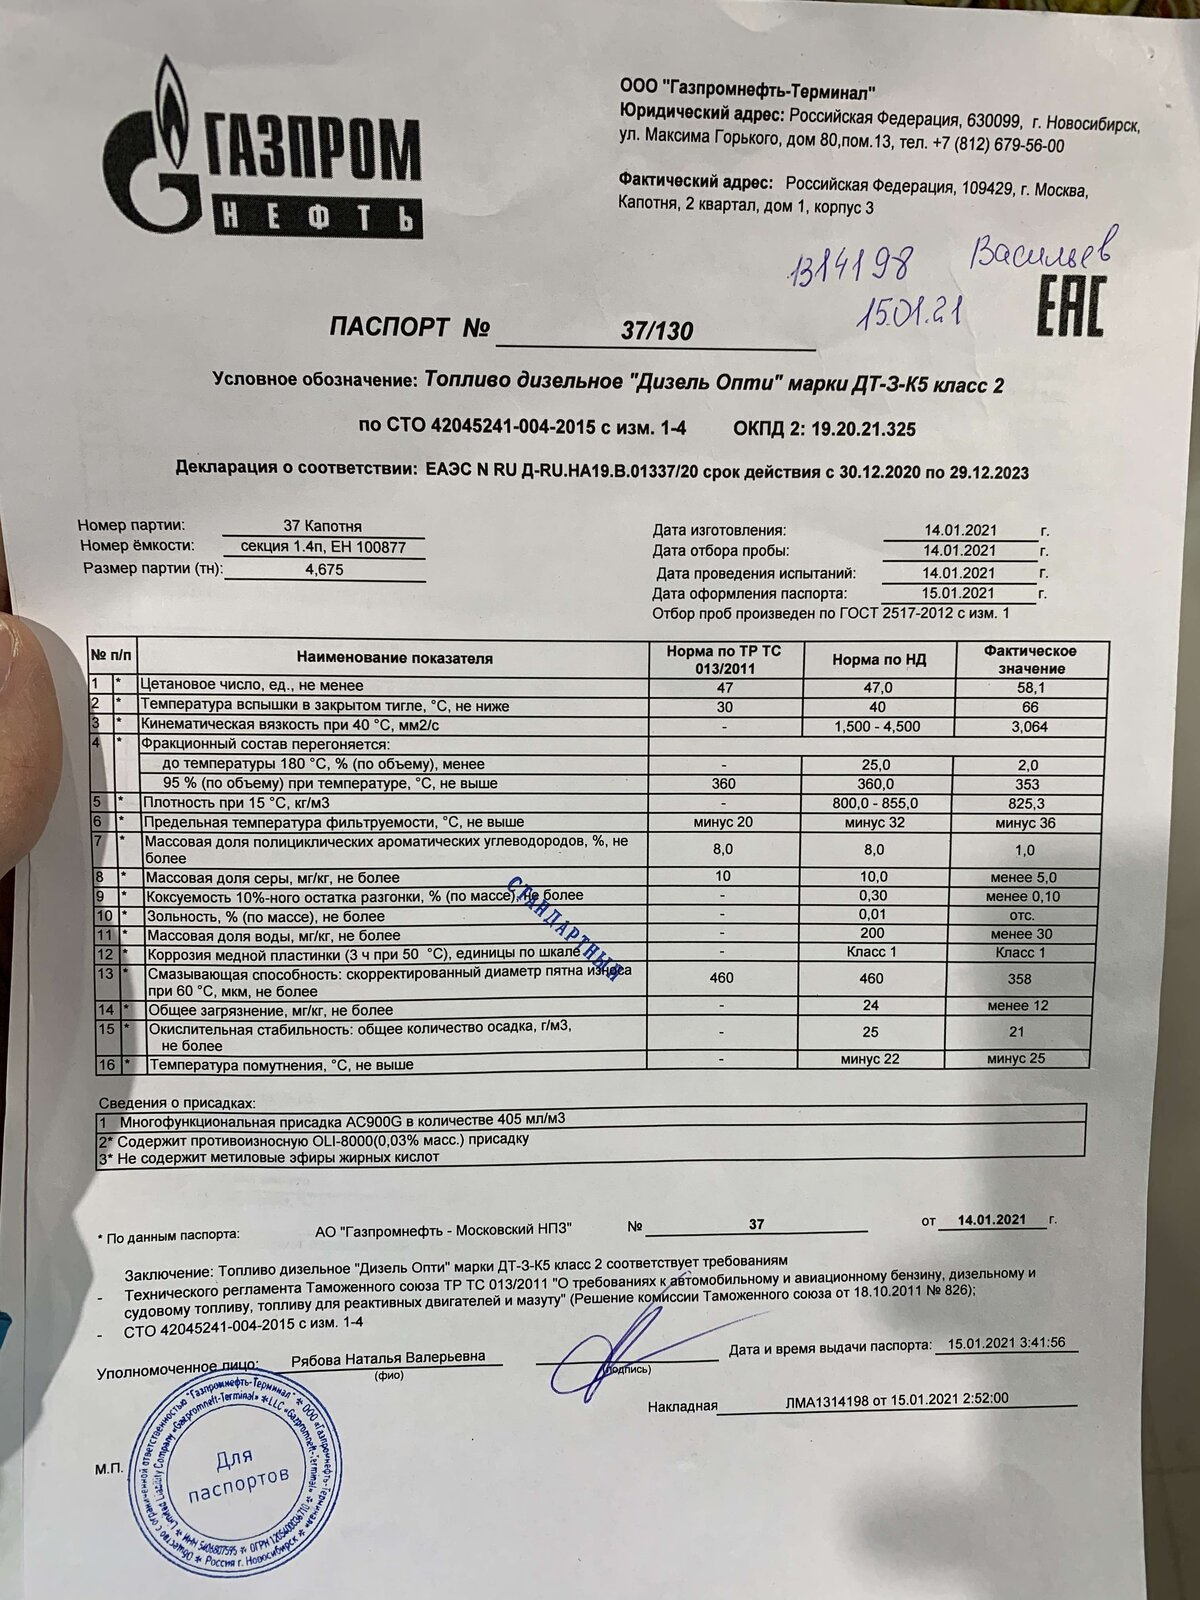 ГАЗПРОМ
НЕФТЬ
ООО "Газпромнефть-Терминал"
Юридический адрес: Российская Федерация, 630099, г. Новосибирск,
ул. Максима Горького, дом 80,пом.13, тел. +7 (812) 679-56-00
Фактический адрес: Российская Федерация, 109429, г. Москва,
Капотня, 2 квартал, дом 1, корпус 3
1314198 Васильев
15.01.21
EAC
ПАСПОРТ № 37/130
Условное обозначение: Топливо дизельное "Дизель Опти" марки ДТ-З-К5 класс 2
по СТО 42045241-004-2015 с изм. 1-4 ОКПД 2: 19.20.21.325
Декларация о соответствии: ЕАЭС N RU Д-RU.НА19.В.01337/20 срок действия с 30.12.2020 по 29.12.2023
Номер партии: 37 Капотня
Номер ёмкости: секция 1.4п, ЕН 100877
Размер партии (тн): 4,675
Дата изготовления: 14.01.2021 г.
Дата отбора пробы: 14.01.2021 г.
Дата проведения испытаний: 14.01.2021 г.
Дата оформления паспорта: 15.01.2021 г.
Отбор проб произведен по ГОСТ 2517-2012 с изм. 1
№ п/п Наименование показателя Норма по ТР ТС 013/2011 Норма по НД Фактическое значение
1 * Цетановое число, ед., не менее 47 47,0 58,1
2 * Температура вспышки в закрытом тигле, °С, не ниже 30 40 66
3 * Кинематическая вязкость при 40 °С, мм2/с - 1,500 - 4,500 3,064
4 * Фракционный состав перегоняется:
до температуры 180 °С, % (по объему), менее - 25,0 2,0
95 % (по объему) при температуре, °С, не выше 360 360,0 353
5 * Плотность при 15 °С, кг/м3 - 800,0 - 855,0 825,3
6 * Предельная температура фильтруемости, °С, не выше минус 20 минус 32 минус 36
7 * Массовая доля полициклических ароматических углеводородов, %, не
более 8,0 8,0 1,0
8 * Массовая доля серы, мг/кг, не более 10 10,0 менее 5,0
9 * Коксуемость 10%-ного остатка разгонки, % (по массе), не более - 0,30 менее 0,10
10 * Зольность, % (по массе), не более - 0,01 отс.
11 * Массовая доля воды, мг/кг, не более - 200 менее 30
12 * Коррозия медной пластинки (3 ч при 50 °С), единицы по шкале - Класс 1 Класс 1
13 * Смазывающая способность: скорректированный диаметр пятна износа
при 60 °С, мкм, не более 460 460 358
14 * Общее загрязнение, мг/кг, не более - 24 менее 12
15 * Окислительная стабильность: общее количество осадка, г/м3,
не более - 25 21
16 * Температура помутнения, °С, не выше - минус 22 минус 25
СТАНДАРТНЫЙ
Сведения о присадках:
1 Многофункциональная присадка АС900G в количестве 405 мл/м3
2* Содержит противоизносную OLI-8000(0,03% масс.) присадку
3* Не содержит метиловые эфиры жирных кислот
* По данным паспорта: АО "Газпромнефть - Московский НПЗ" № 37 от 14.01.2021 г.
Заключение: Топливо дизельное "Дизель Опти" марки ДТ-З-К5 класс 2 соответствует требованиям
- Технического регламента Таможенного союза ТР ТС 013/2011 "О требованиях к автомобильному и авиационному бензину, дизельному и
судовому топливу, топливу для реактивных двигателей и мазуту" (Решение комиссии Таможенного союза от 18.10.2011 № 826);
- СТО 42045241-004-2015 с изм. 1-4
Уполномоченное лицо: Рябова Наталья Валерьевна
(фио)
(подпись)
Дата и время выдачи паспорта: 15.01.2021 3:41:56
Накладная ЛМА1314198 от 15.01.2021 2:52:00
М.П.
Для
паспортов
Общество с ограниченной ответственностью "Газпромнефть-Терминал" * ООО «Газпромнефть-Терминал»
Limited Liability Company «Gazpromneft-Terminal» * LLC «Gazpromneft-Terminal»
* ИНН 5406807595 * ОГРН
* Россия г. Новосибирск *